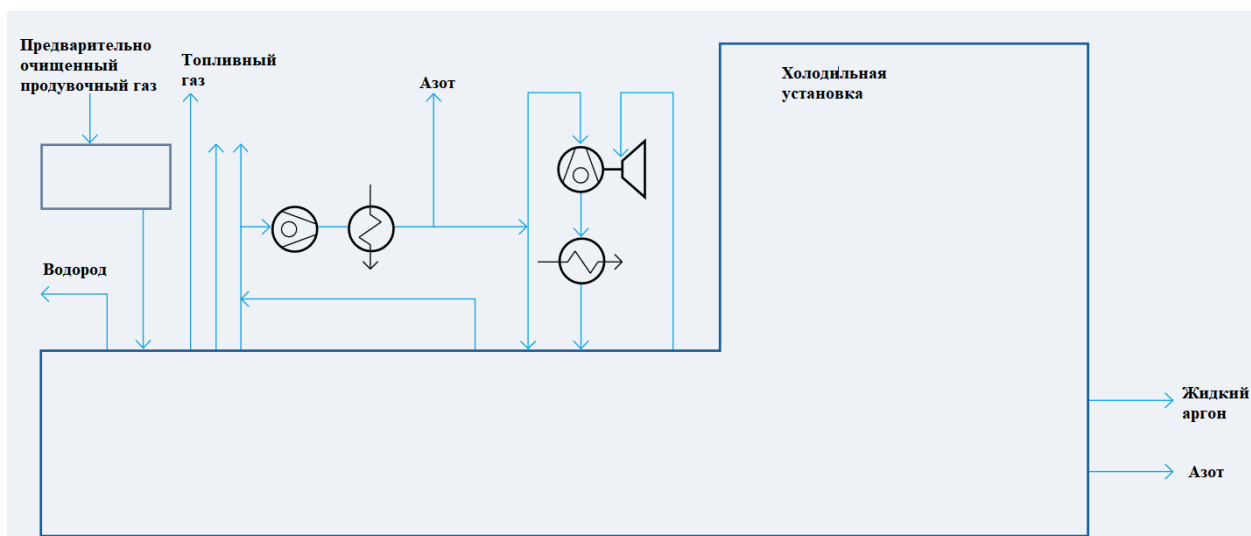 Предварительно
очищенный
продувочный газ
Топливный
газ
Азот
Холодильная
установка
Водород
Жидкий
аргон
Азот